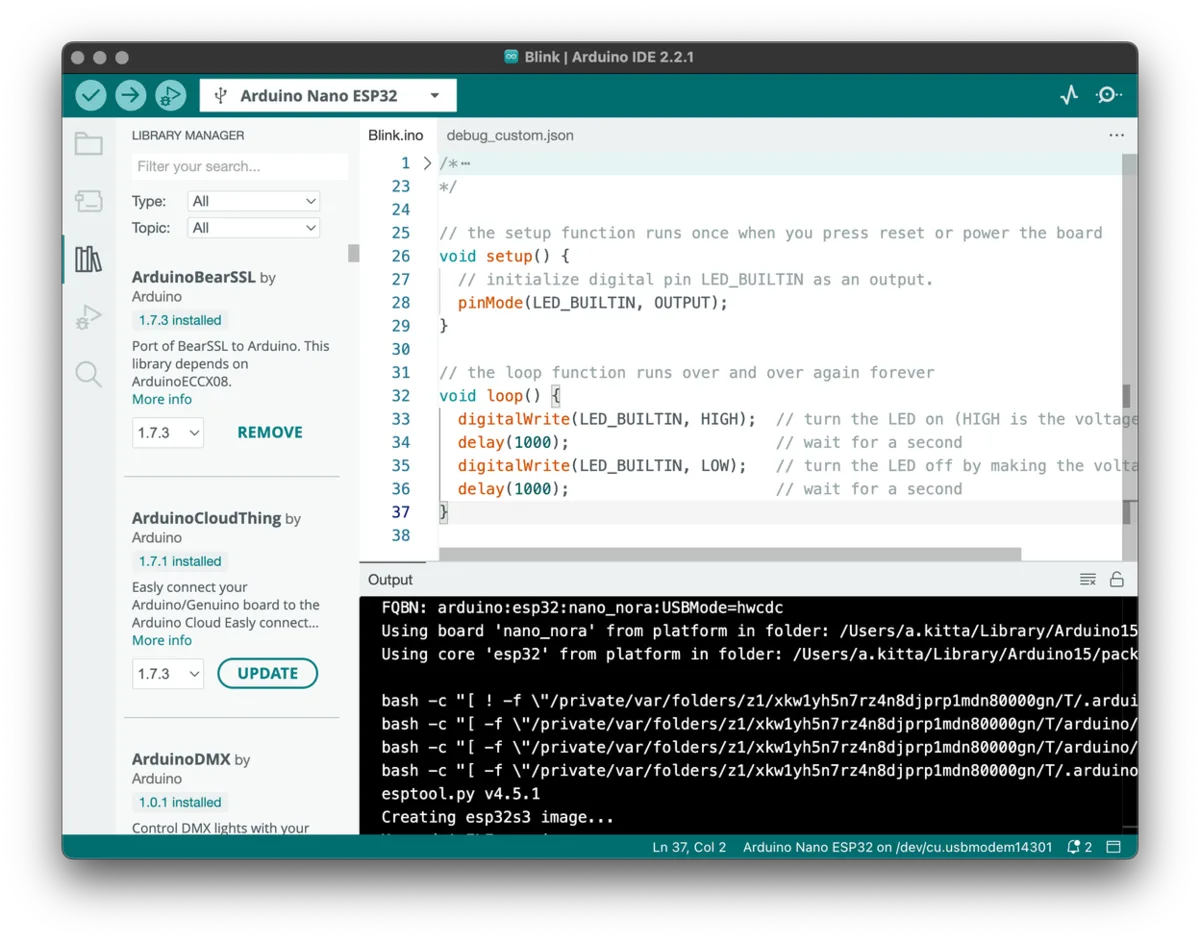 Blink | Arduino IDE 2.2.1
Arduino Nano ESP32
LIBRARY MANAGER
Filter your search...
Type: All
Topic: All
ArduinoBearSSL by
Arduino
1.7.3 installed
Port of BearSSL to Arduino. This
library depends on
ArduinoECCX08.
More info
1.7.3 REMOVE
ArduinoCloudThing by
Arduino
1.7.1 installed
Easly connect your
Arduino/Genuino board to the
Arduino Cloud Easly connect...
More info
1.7.3 UPDATE
ArduinoDMX by
Arduino
1.0.1 installed
Control DMX lights with your
Blink.ino debug_custom.json
1 /*
23 */
24
25 // the setup function runs once when you press reset or power the board
26 void setup() {
27 // initialize digital pin LED_BUILTIN as an output.
28 pinMode(LED_BUILTIN, OUTPUT);
29 }
30
31 // the loop function runs over and over again forever
32 void loop() {
33 digitalWrite(LED_BUILTIN, HIGH); // turn the LED on (HIGH is the voltage
34 delay(1000); // wait for a second
35 digitalWrite(LED_BUILTIN, LOW); // turn the LED off by making the volta
36 delay(1000); // wait for a second
37 }
38
Output
FQBN: arduino:esp32:nano_nora:USBMode=hwcdc
Using board 'nano_nora' from platform in folder: /Users/a.kitta/Library/Arduino15
Using core 'esp32' from platform in folder: /Users/a.kitta/Library/Arduino15/pack
bash -c "[ ! -f \"/private/var/folders/z1/xkw1yh5n7rz4n8djprp1mdn80000gn/T/.ardui
bash -c "[ -f \"/private/var/folders/z1/xkw1yh5n7rz4n8djprp1mdn80000gn/T/arduino/
bash -c "[ -f \"/private/var/folders/z1/xkw1yh5n7rz4n8djprp1mdn80000gn/T/arduino/
bash -c "[ -f \"/private/var/folders/z1/xkw1yh5n7rz4n8djprp1mdn80000gn/T/.arduino
esptool.py v4.5.1
Creating esp32s3 image...
Ln 37, Col 2 Arduino Nano ESP32 on /dev/cu.usbmodem14301 2